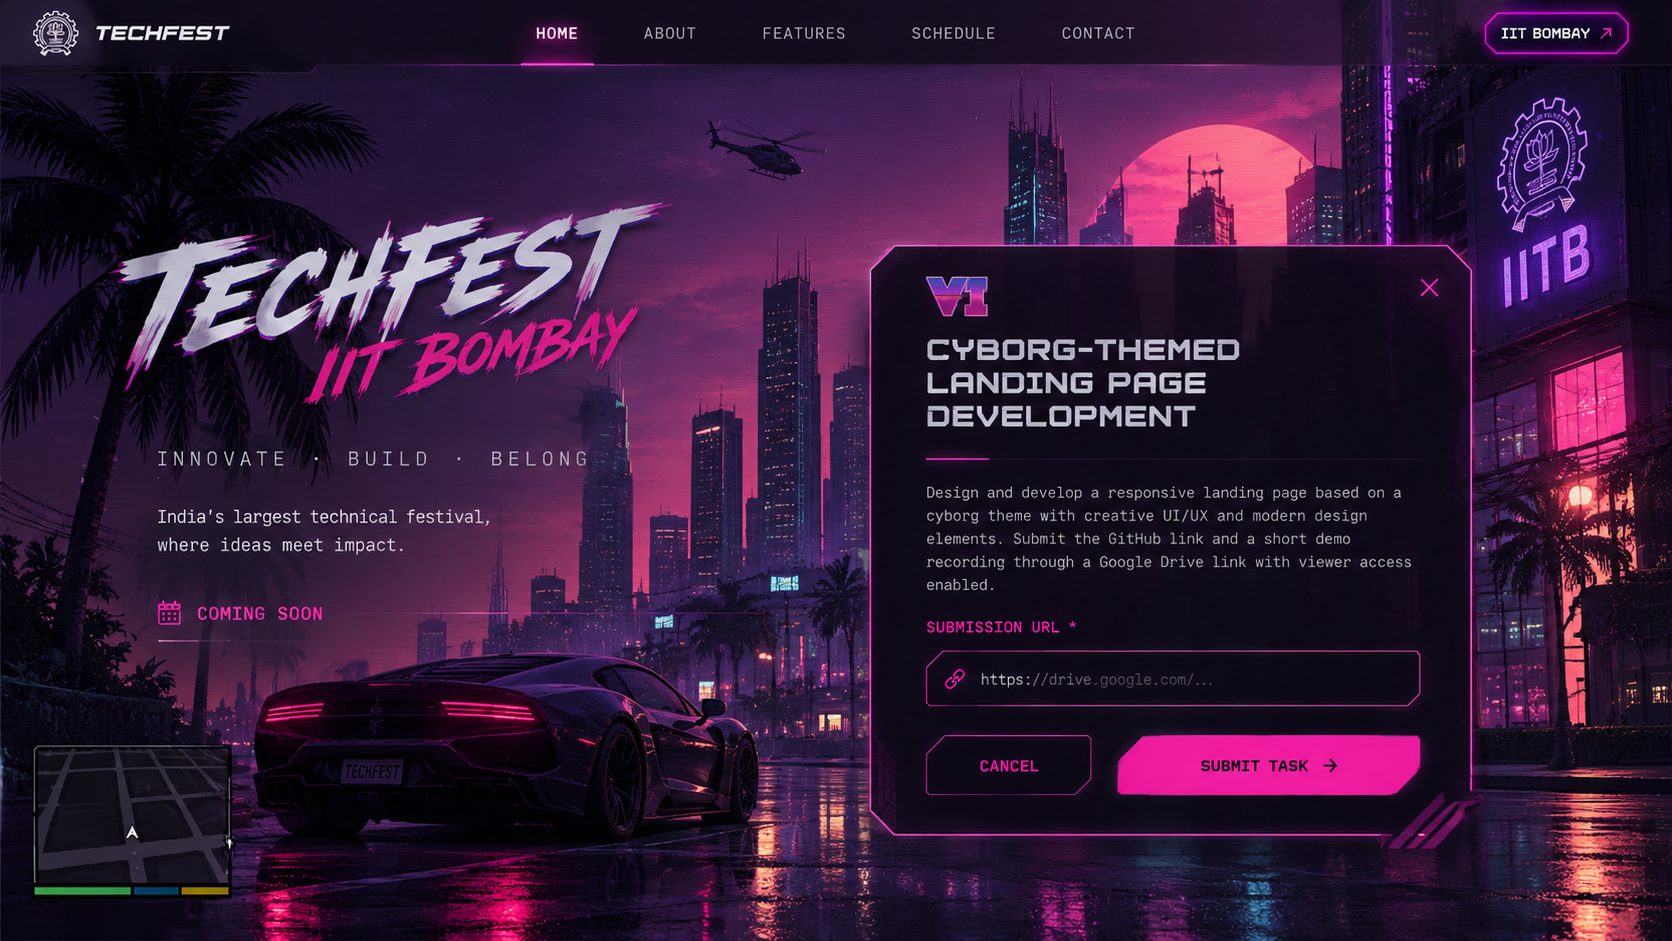 TECHFEST
HOME
ABOUT
FEATURES
SCHEDULE
CONTACT
IIT BOMBAY
IITB
TECHFEST
IIT BOMBAY
INNOVATE · BUILD · BELONG
India’s largest technical festival,
where ideas meet impact.
COMING SOON
TECHFEST
VI
CYBORG-THEMED
LANDING PAGE
DEVELOPMENT
Design and develop a responsive landing page based on a
cyborg theme with creative UI/UX and modern design
elements. Submit the GitHub link and a short demo
recording through a Google Drive link with viewer access
enabled.
SUBMISSION URL *
https://drive.google.com/...
CANCEL
SUBMIT TASK